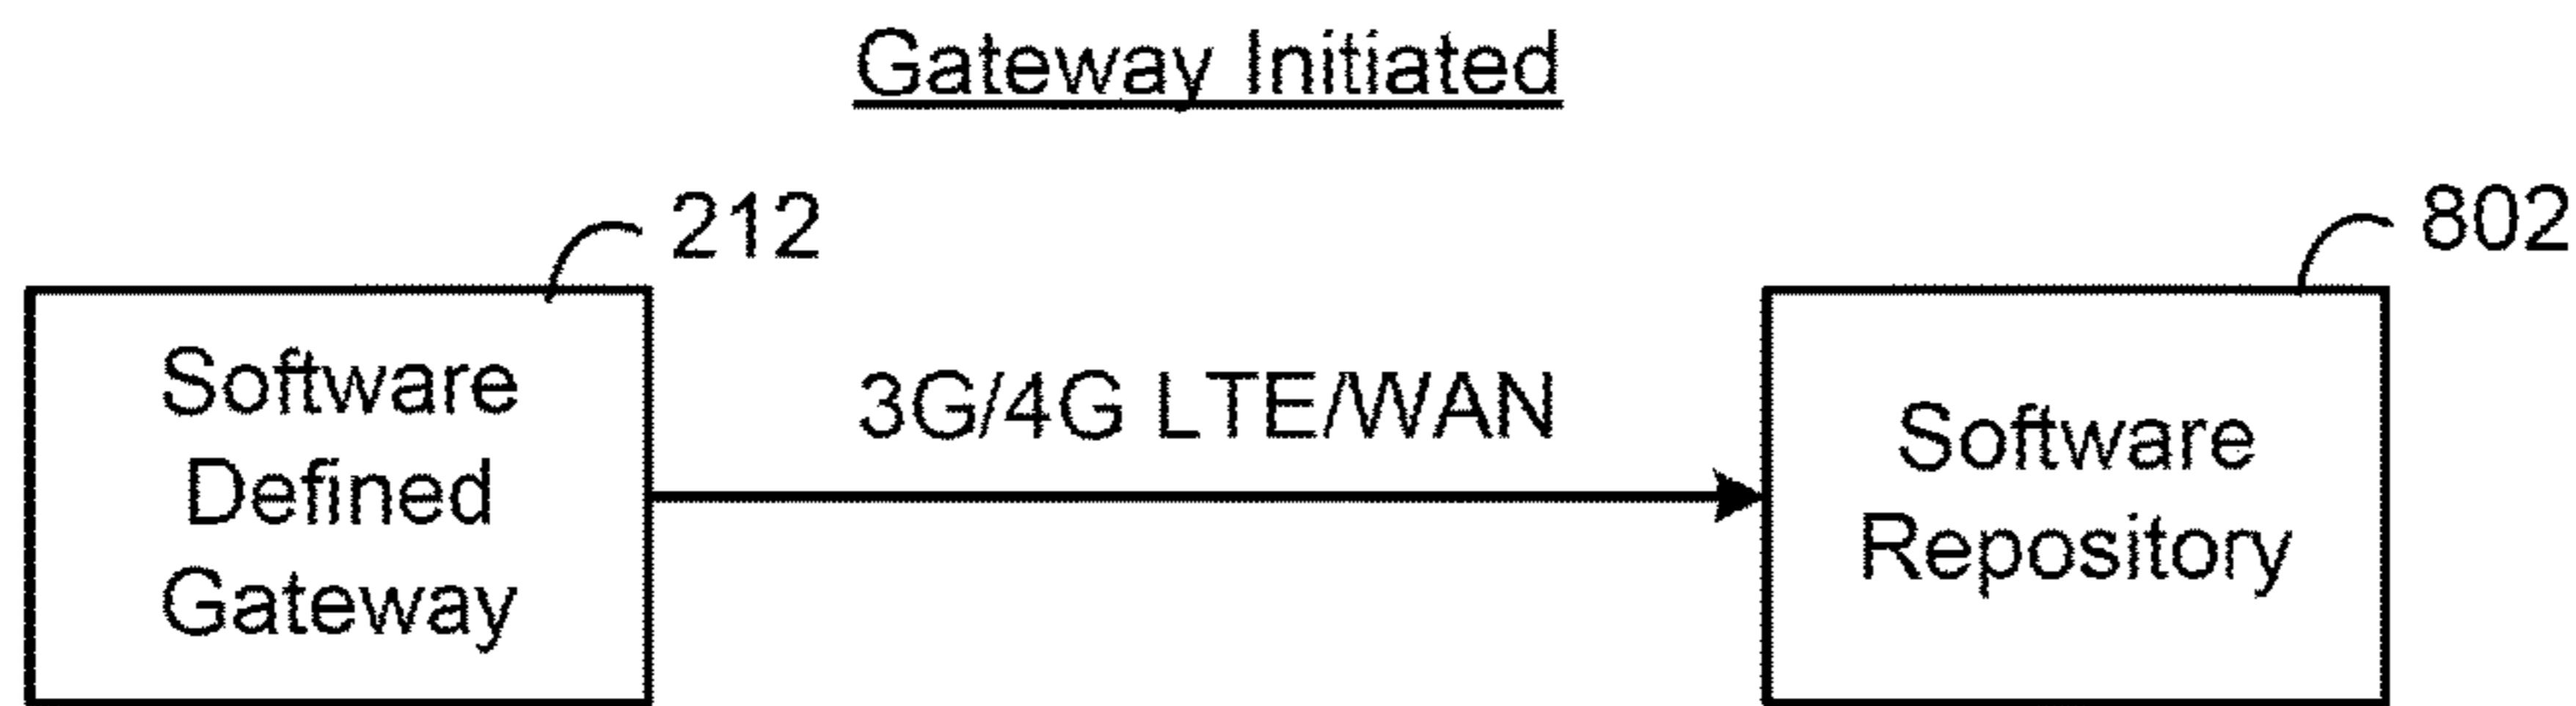 Gateway Initiated
212
802
Software
Defined
Gateway
3G/4G LTE/WAN
Software
Repository